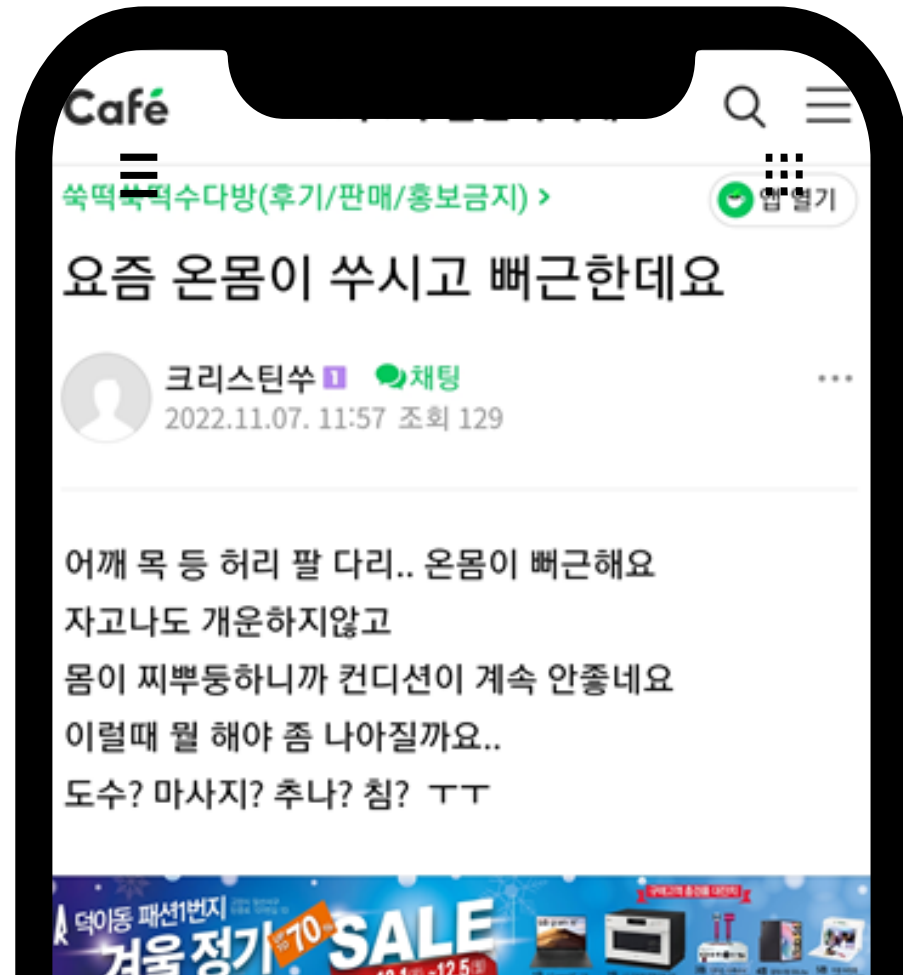 Café
쑥떡쑥떡수다방(후기/판매/홍보금지) >
앱 열기
요즘 온몸이 쑤시고 뻐근한데요
크리스틴쑤 1 채팅
2022.11.07. 11:57 조회 129
어깨 목 등 허리 팔 다리.. 온몸이 뻐근해요
자고나도 개운하지않고
몸이 찌뿌둥하니까 컨디션이 계속 안좋네요
이럴때 뭘 해야 좀 나아질까요..
도수? 마사지? 추나? 침? ㅜㅜ
덕이동 패션1번지
겨울 정기 UP TO 70% SALE